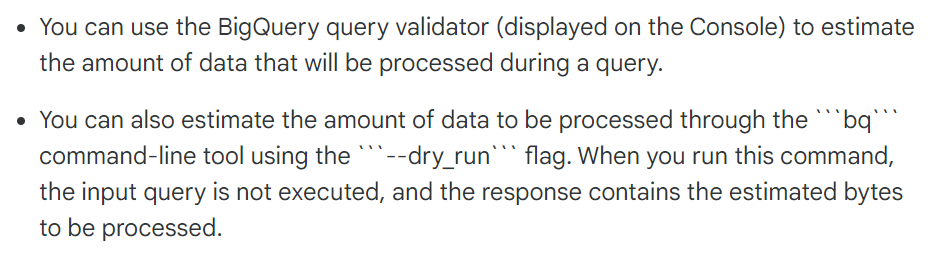 • You can use the BigQuery query validator (displayed on the Console) to estimate
the amount of data that will be processed during a query.
• You can also estimate the amount of data to be processed through the ```bq```
command-line tool using the ```--dry_run``` flag. When you run this command,
the input query is not executed, and the response contains the estimated bytes
to be processed.